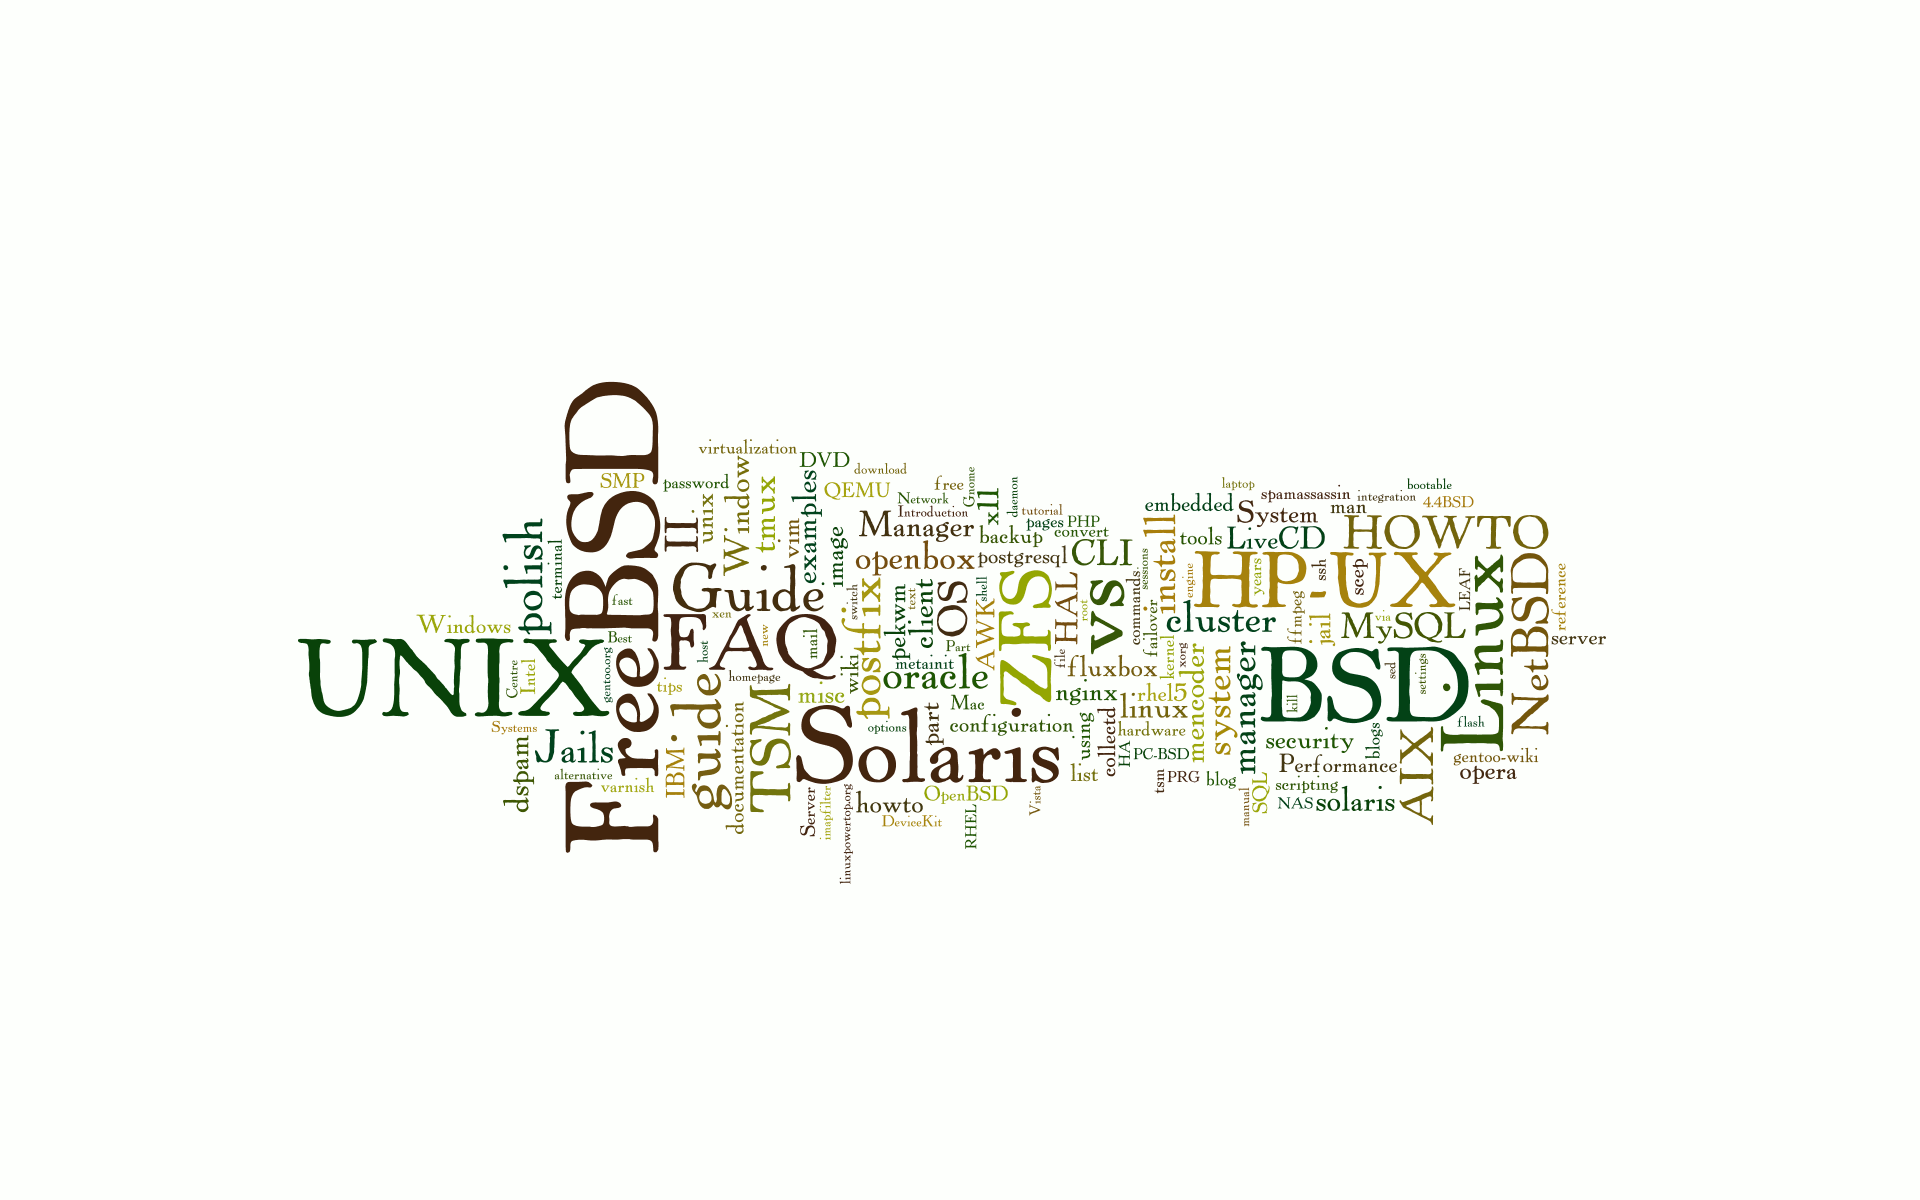 UNIX
FreeBSD
Windows
polish
terminal
SMP
fast
Best
gentoo.org
Centre
Intel
Systems
dspam
Jails
alternative
varnish
virtualization
password
II
unix
Window
tmux
vim
examples
DVD
download
QEMU
image
Guide
xen
FAQ
new
mail
host
homepage
tips
IBM
guide
documentation
TSM
misc
wiki
switch
postfix
Solaris
options
part
Server
imapfilter
linuxpowertop.org
howto
DeviceKit
OpenBSD
RHEL
Vista
free
Gnome
Network
Introduction
Manager
x11
daemon
tutorial
pages
PHP
convert
backup
openbox
postgresql
CLI
pekwm
text
client
OS
shell
AWK
Part
metainit
oracle
Mac
configuration
ZFS
HAL
file
root
vs
fluxbox
nginx
using
list
collectd
HA
linux
rhel5
hardware
PC-BSD
tsm
PRG
blog
commands
sessions
failover
kernel
xorg
mencoder
install
embedded
engine
tools
cluster
system
manager
manual
SQL
laptop
spamassassin
integration
bootable
4.4BSD
man
System
LiveCD
HOWTO
HP-UX
years
ssh
scep
LEAF
ffmpeg
jail
via
MySQL
BSD
kill
sed
settings
flash
Linux
NetBSD
reference
server
security
blogs
Performance
scripting
NAS
solaris
AIX
gentoo-wiki
opera